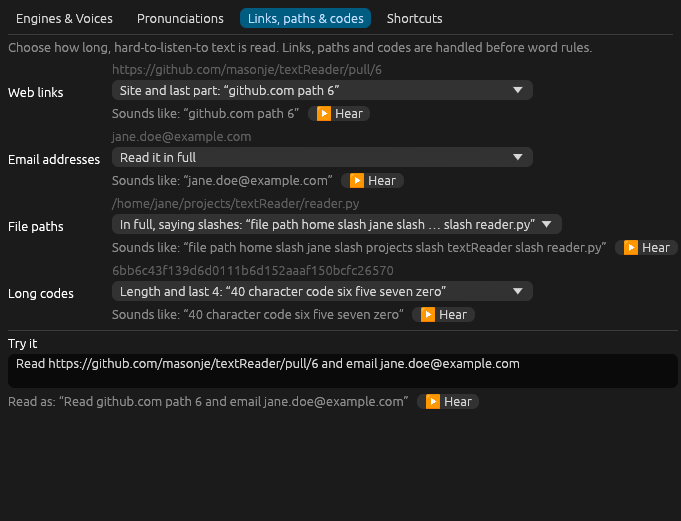 Engines & Voices Pronunciations Links, paths & codes Shortcuts
Choose how long, hard-to-listen-to text is read. Links, paths and codes are handled before word rules.
https://github.com/masonje/textReader/pull/6
Web links Site and last part: “github.com path 6”
Sounds like: “github.com path 6” Hear
jane.doe@example.com
Email addresses Read it in full
Sounds like: “jane.doe@example.com” Hear
/home/jane/projects/textReader/reader.py
File paths In full, saying slashes: “file path home slash jane slash … slash reader.py”
Sounds like: “file path home slash jane slash projects slash textReader slash reader.py” Hear
6bb6c43f139d6d0111b6d152aaaf150bcfc26570
Long codes Length and last 4: “40 character code six five seven zero”
Sounds like: “40 character code six five seven zero” Hear
Try it
Read https://github.com/masonje/textReader/pull/6 and email jane.doe@example.com
Read as: “Read github.com path 6 and email jane.doe@example.com” Hear